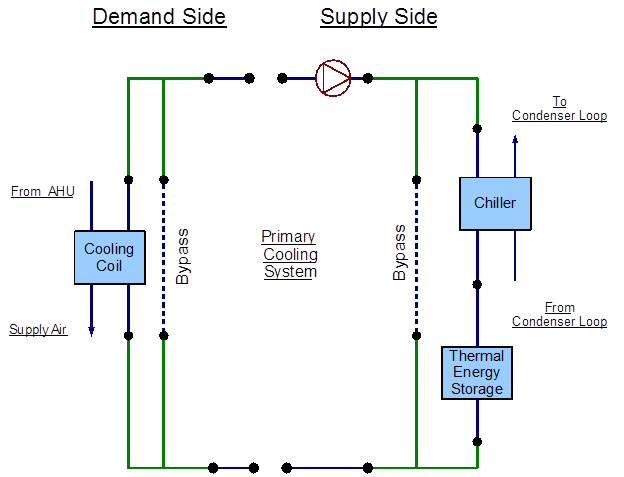 Demand Side
Supply Side
To
Condenser Loop
From AHU
Chiller
Cooling
Coil
Bypass
Primary
Cooling
System
Bypass
From
Condenser Loop
Supply Air
Thermal
Energy
Storage